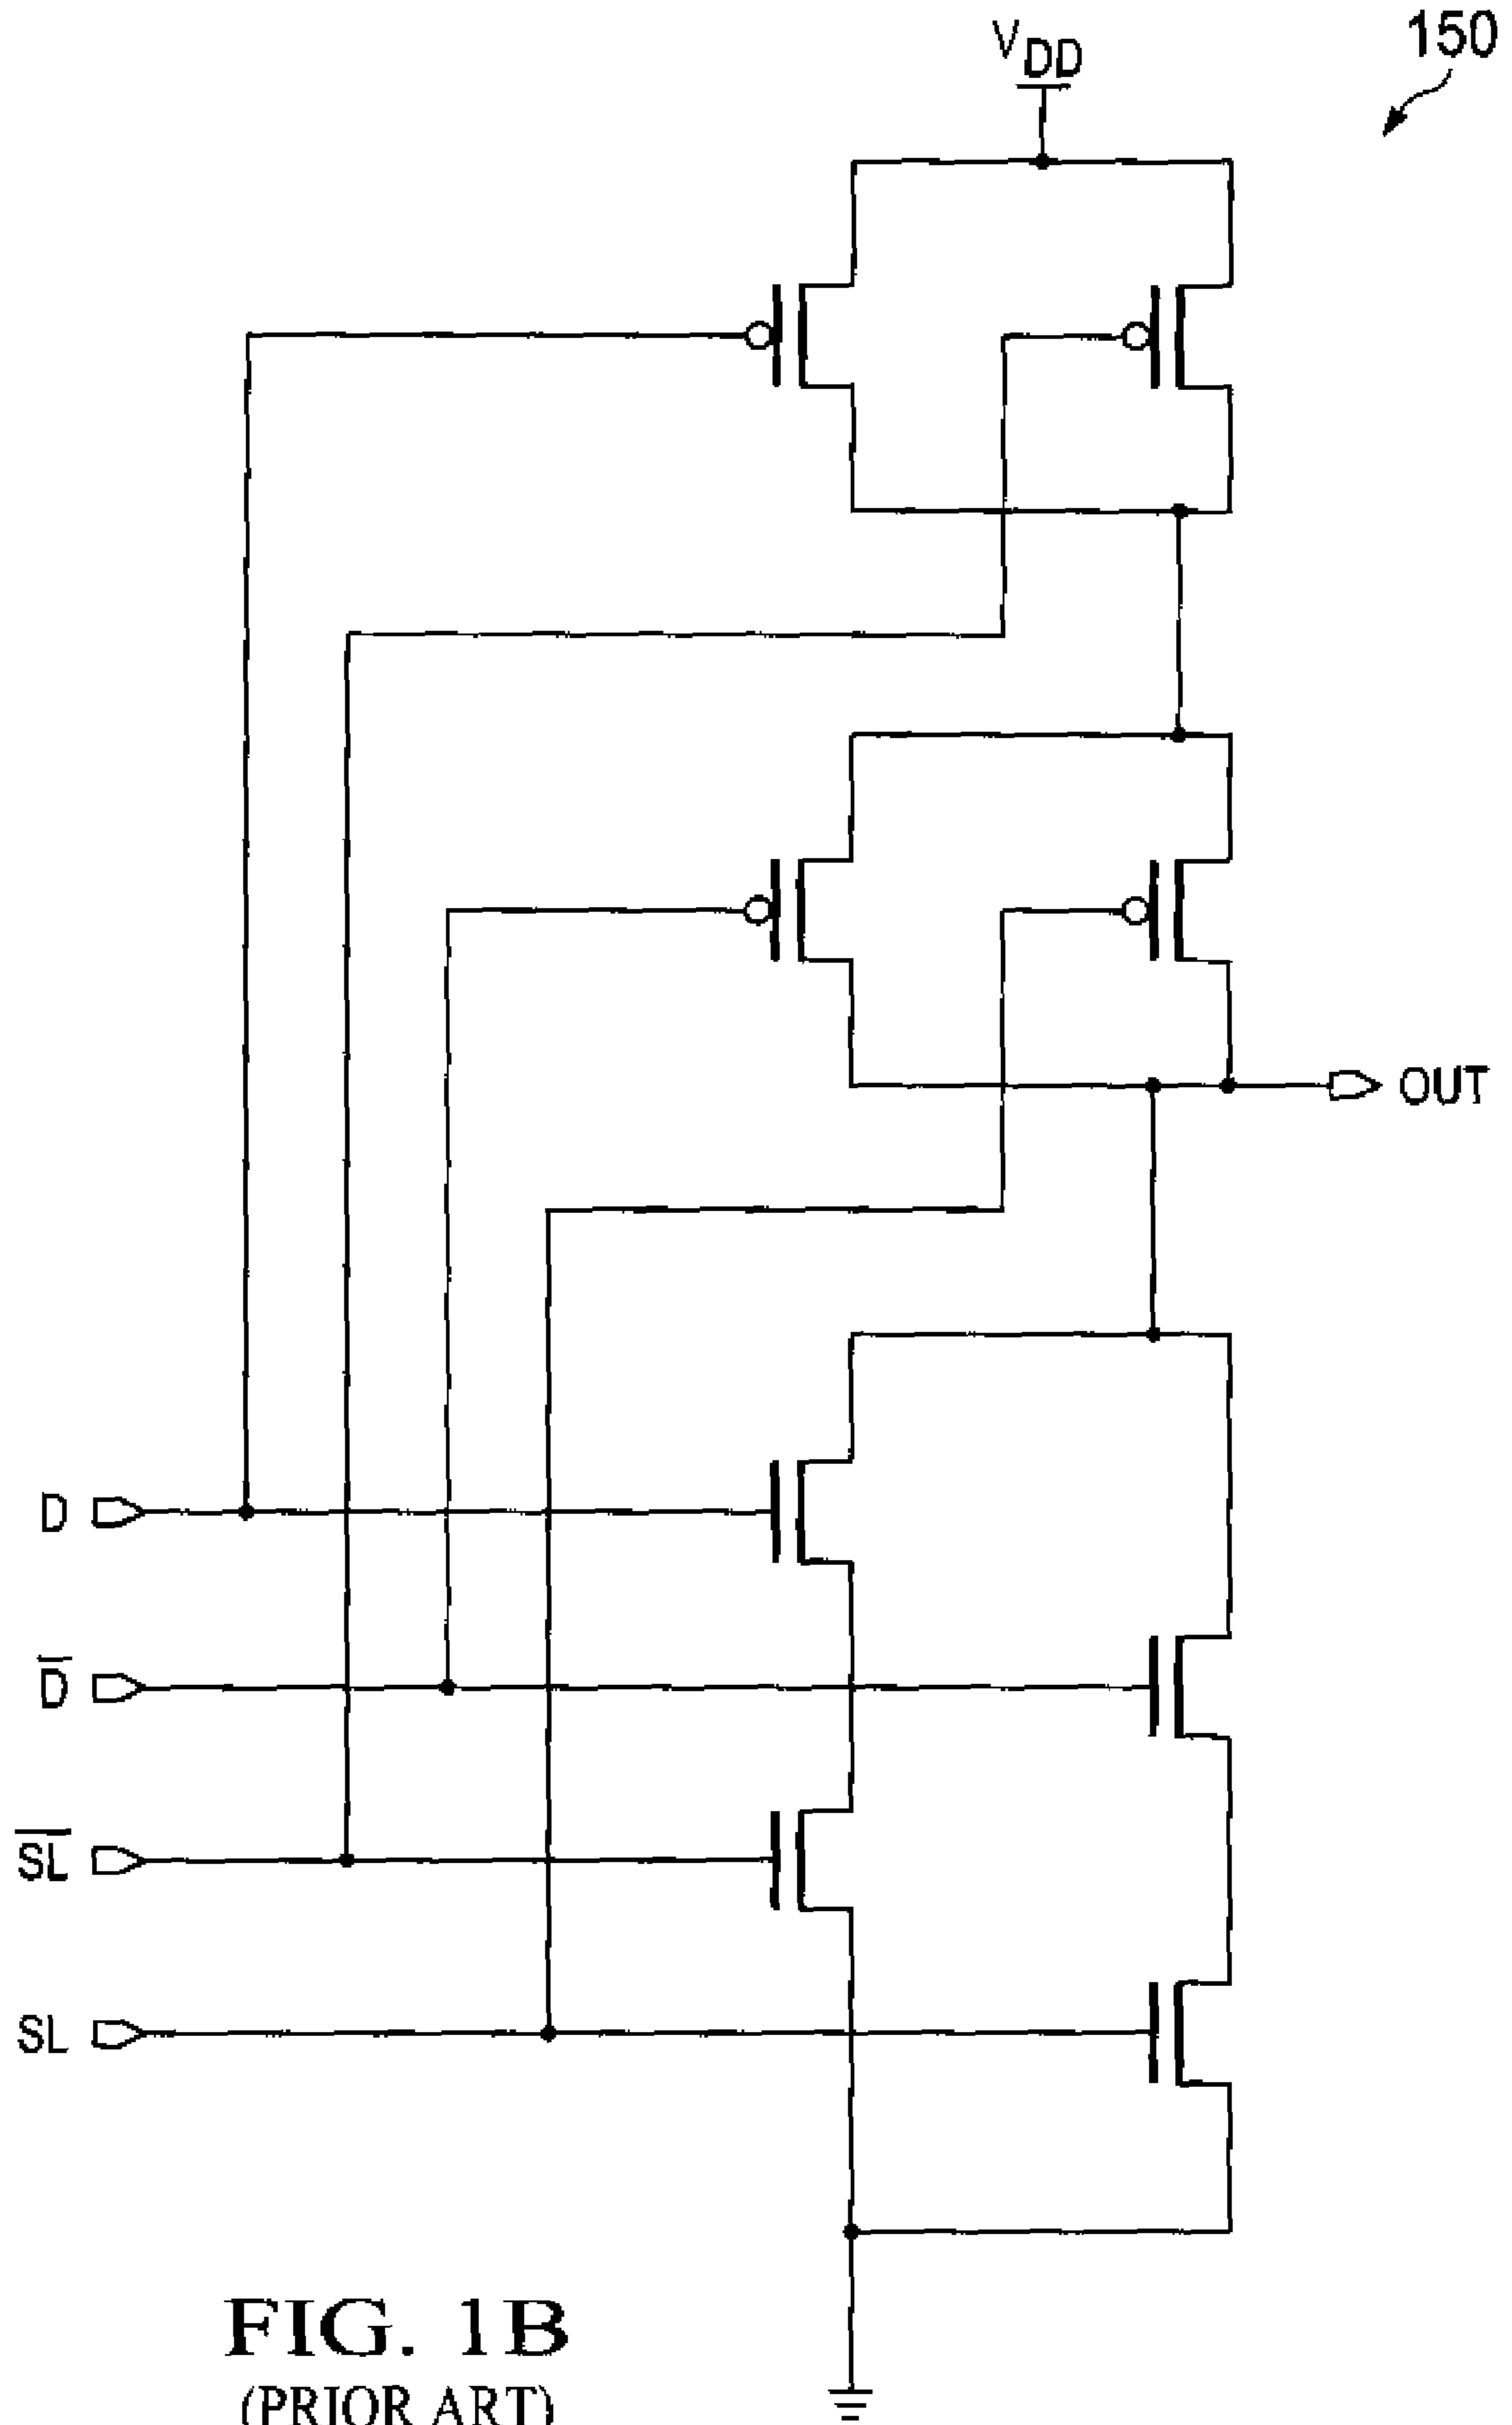 150
V_DD
OUT
D
D̅
S̅L̅
SL
FIG. 1B
(PRIOR ART)